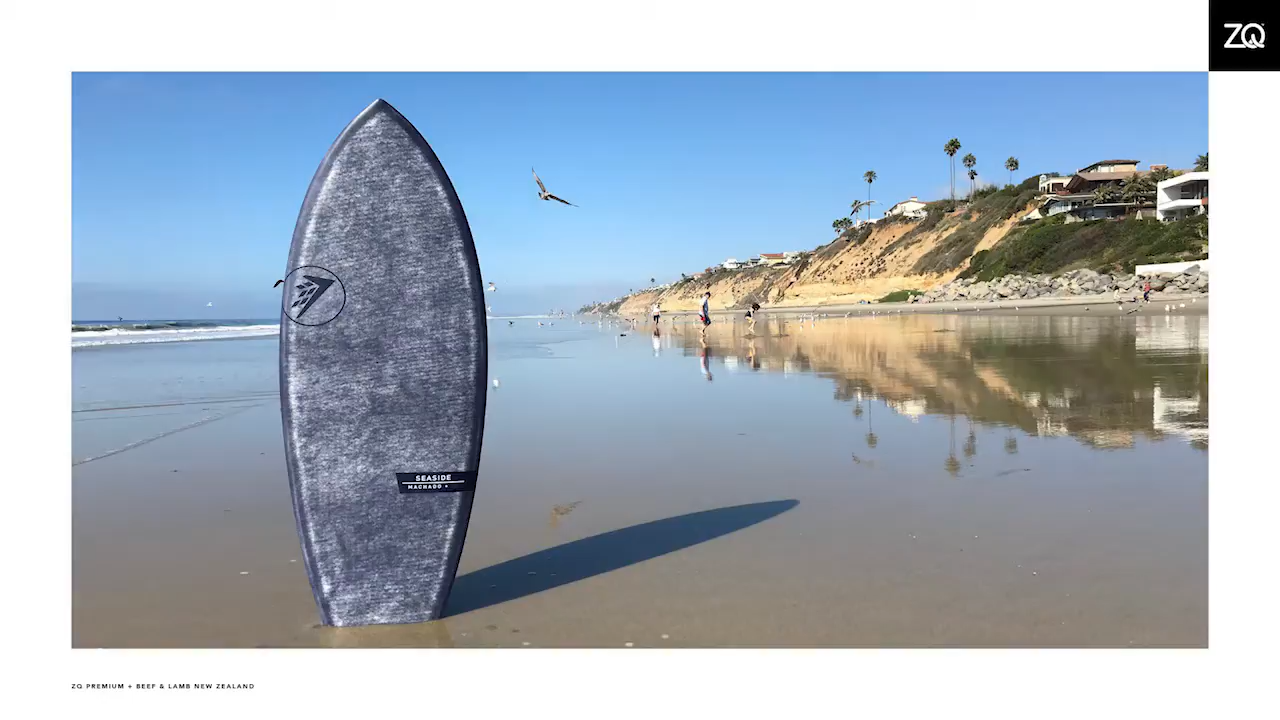 ZQ
SEASIDE
MACHADO +
ZQ PREMIUM + BEEF & LAMB NEW ZEALAND